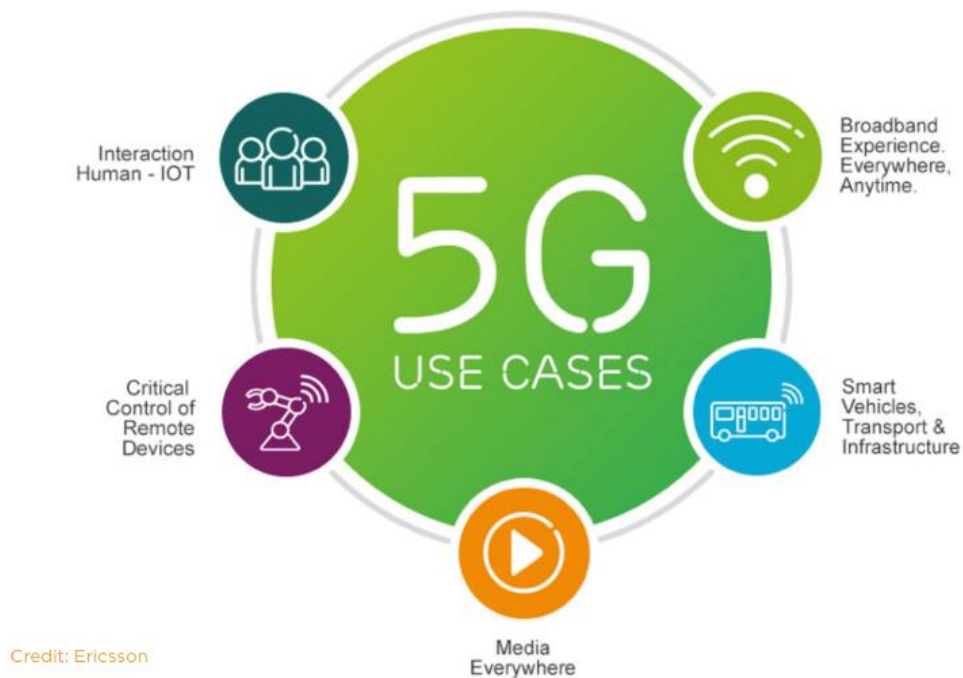 5G
USE CASES
Interaction
Human - IOT
Broadband
Experience.
Everywhere,
Anytime.
Critical
Control of
Remote
Devices
Smart
Vehicles,
Transport &
Infrastructure
Media
Everywhere
Credit: Ericsson